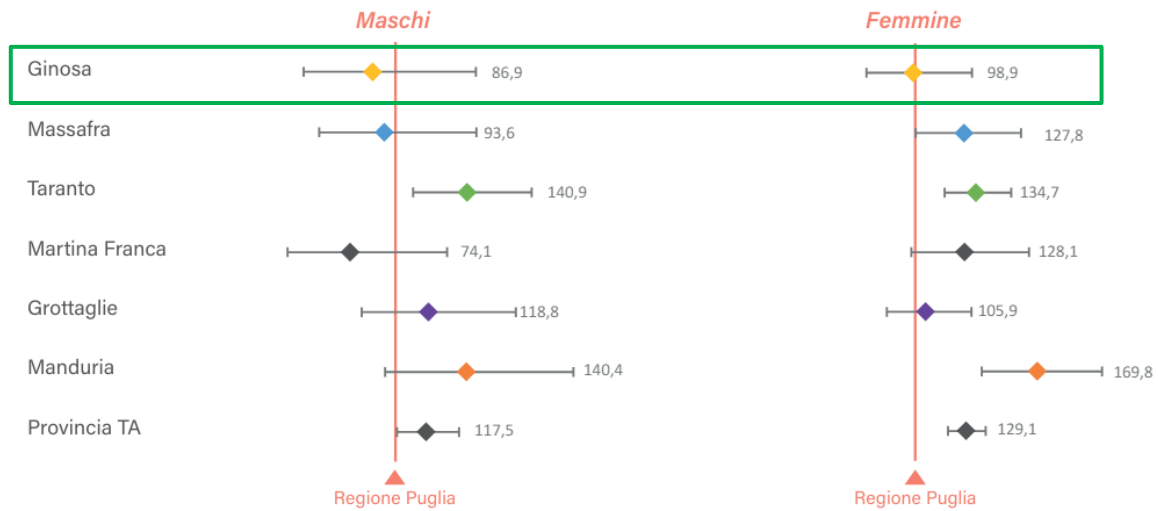 Maschi Femmine
Ginosa 86,9 98,9
Massafra 93,6 127,8
Taranto 140,9 134,7
Martina Franca 74,1 128,1
Grottaglie 118,8 105,9
Manduria 140,4 169,8
Provincia TA 117,5 129,1
Regione Puglia Regione Puglia